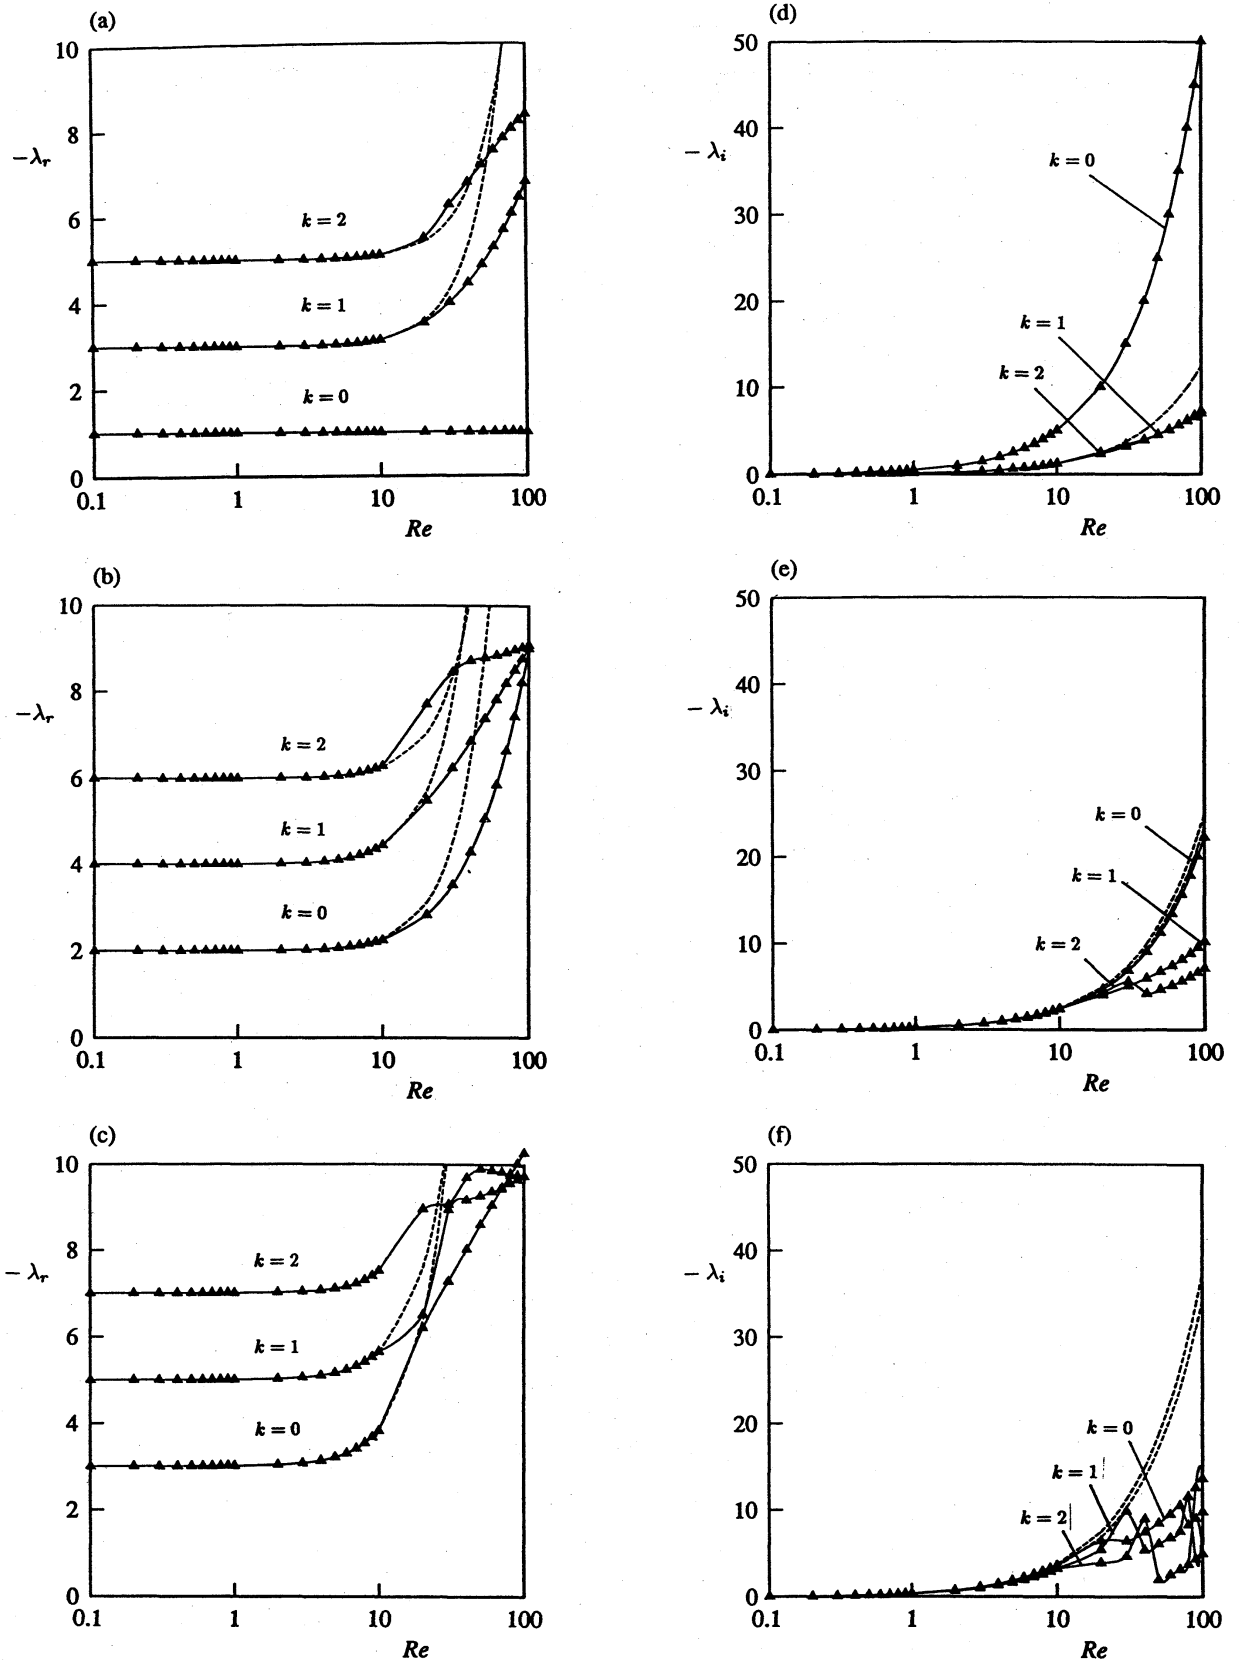 (a)
10
8
− λᵣ
6
k = 2
4
k = 1
2
k = 0
0
0.1 1 10 100
Re
(d)
50
40
− λᵢ
k = 0
30
20
k = 1
10
k = 2
0
0.1 1 10 100
Re
(b)
10
8
−λᵣ
k = 2
6
k = 1
4
k = 0
2
0
0.1 1 10 100
Re
(e)
50
40
− λᵢ
30
k = 0
20
k = 1
10
k = 2
0
0.1 1 10 100
Re
(c)
10
8
− λᵣ
k = 2
6
k = 1
4
k = 0
2
0
0.1 1 10 100
Re
(f)
50
40
− λᵢ
30
20
k = 0
k = 1
10
k = 2
0
0.1 1 10 100
Re